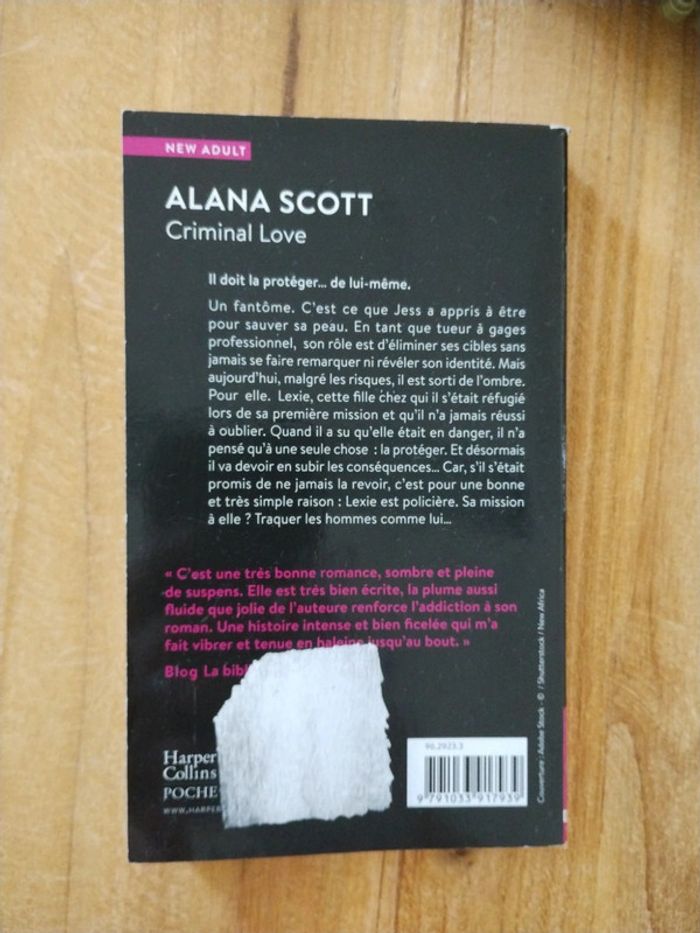 NEW ADULT
ALANA SCOTT
Criminal Love
Il doit la protéger... de lui-même.
Un fantôme. C'est ce que Jess a appris à être
pour sauver sa peau. En tant que tueur à gages
professionnel, son rôle est d'éliminer ses cibles sans
jamais se faire remarquer ni révéler son identité. Mais
aujourd'hui, malgré les risques, il est sorti de l'ombre.
Pour elle. Lexie, cette fille chez qui il s'était réfugié
lors de sa première mission et qu'il n'a jamais réussi
à oublier. Quand il a su qu'elle était en danger, il n'a
pensé qu'à une seule chose : la protéger. Et désormais
il va devoir en subir les conséquences... Car, s'il s'était
promis de ne jamais la revoir, c'est pour une bonne
et très simple raison : Lexie est policière. Sa mission
à elle ? Traquer les hommes comme lui...
« C'est une très bonne romance, sombre et pleine
de suspens. Elle est très bien écrite, la plume aussi
fluide que jolie de l'auteure renforce l'addiction à son
roman. Une histoire intense et bien ficelée qui m'a
fait vibrer et tenue en haleine jusqu'au bout. »
Blog La
Harper
Collins
POCHE
96.2923.3
9 791033 917939
Couverture : Adobe Stock - © / Shutterstock / New Africa